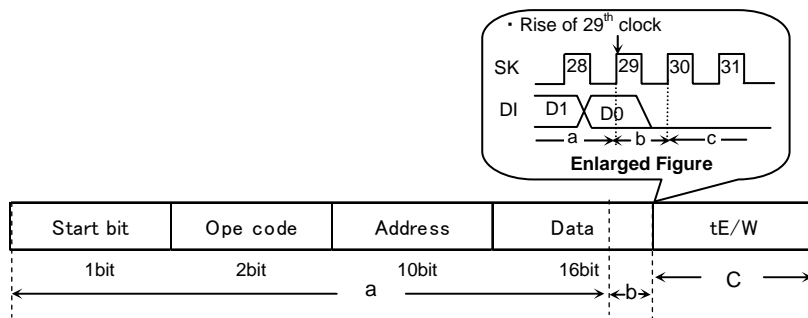 ・Rise of 29th clock
SK 28 29 30 31
DI D1 D0
a b c
Enlarged Figure
Start bit Ope code Address Data tE/W
1bit 2bit 10bit 16bit
a b C